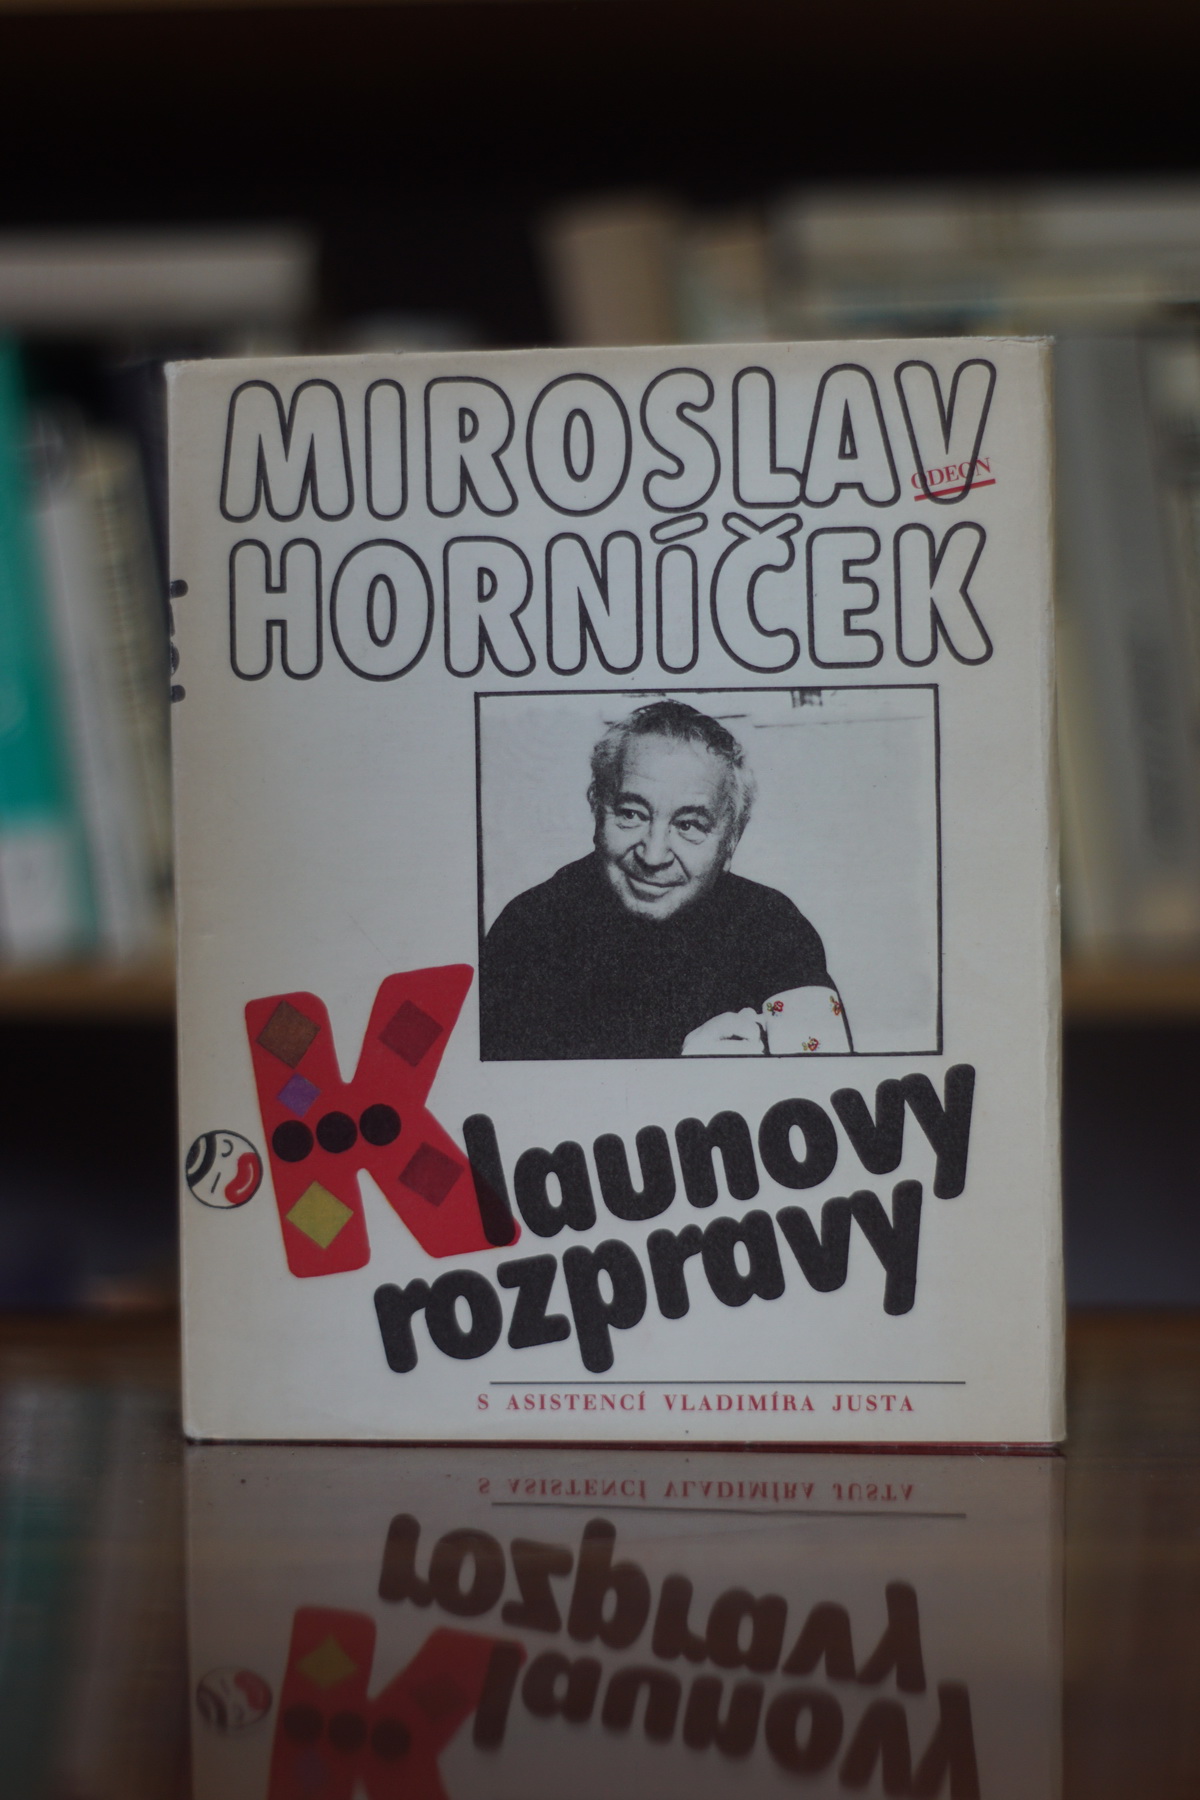 MIROSLAV
ODEON
HORNÍČEK
Klaunovy
rozpravy
S ASISTENCÍ VLADIMÍRA JUSTA